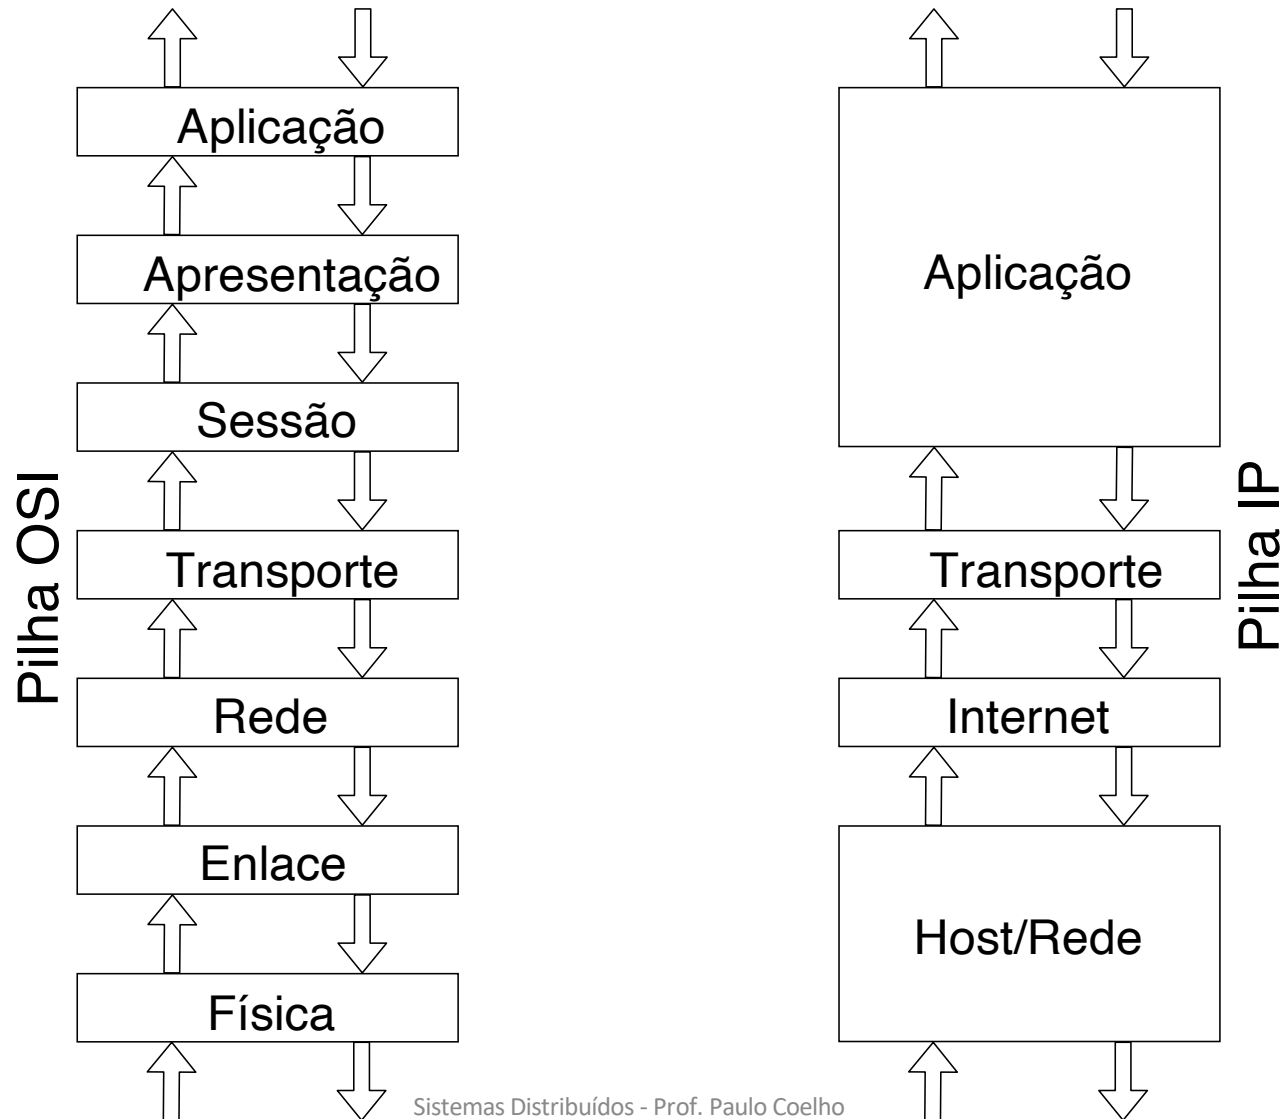 Pilha OSI
Aplicação
Apresentação
Sessão
Transporte
Rede
Enlace
Física
Aplicação
Transporte
Internet
Host/Rede
Pilha IP
Sistemas Distribuídos - Prof. Paulo Coelho